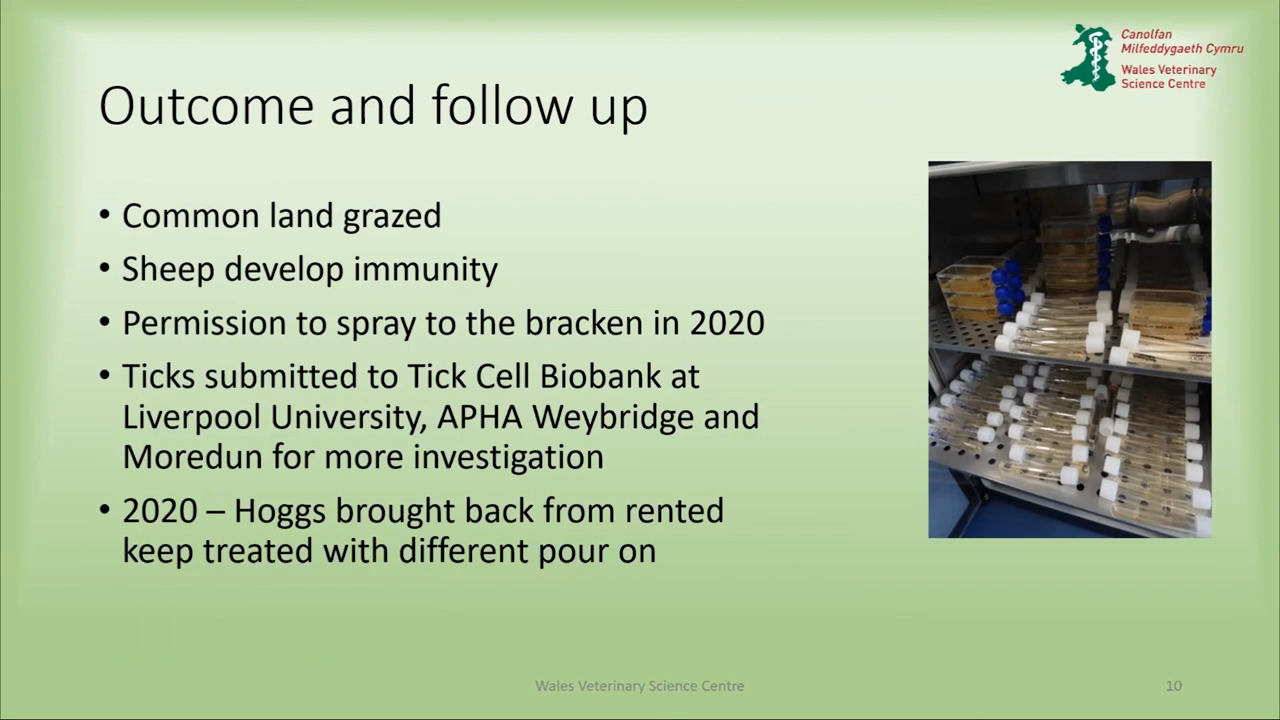 Canolfan
Milfeddygaeth Cymru
Wales Veterinary
Science Centre
Outcome and follow up
• Common land grazed
• Sheep develop immunity
• Permission to spray to the bracken in 2020
• Ticks submitted to Tick Cell Biobank at
Liverpool University, APHA Weybridge and
Moredun for more investigation
• 2020 – Hoggs brought back from rented
keep treated with different pour on
Wales Veterinary Science Centre
10